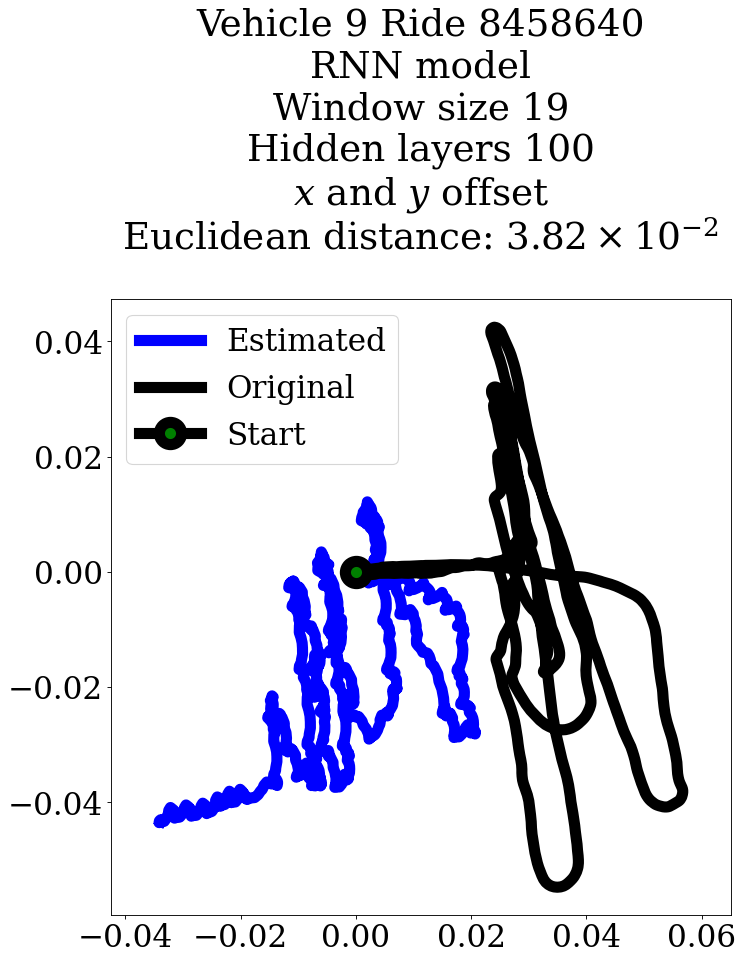 Vehicle 9 Ride 8458640
RNN model
Window size 19
Hidden layers 100
x and y offset
Euclidean distance: 3.82 × 10⁻²
Estimated
Original
Start
0.04
0.02
0.00
−0.02
−0.04
−0.04 −0.02 0.00 0.02 0.04 0.06